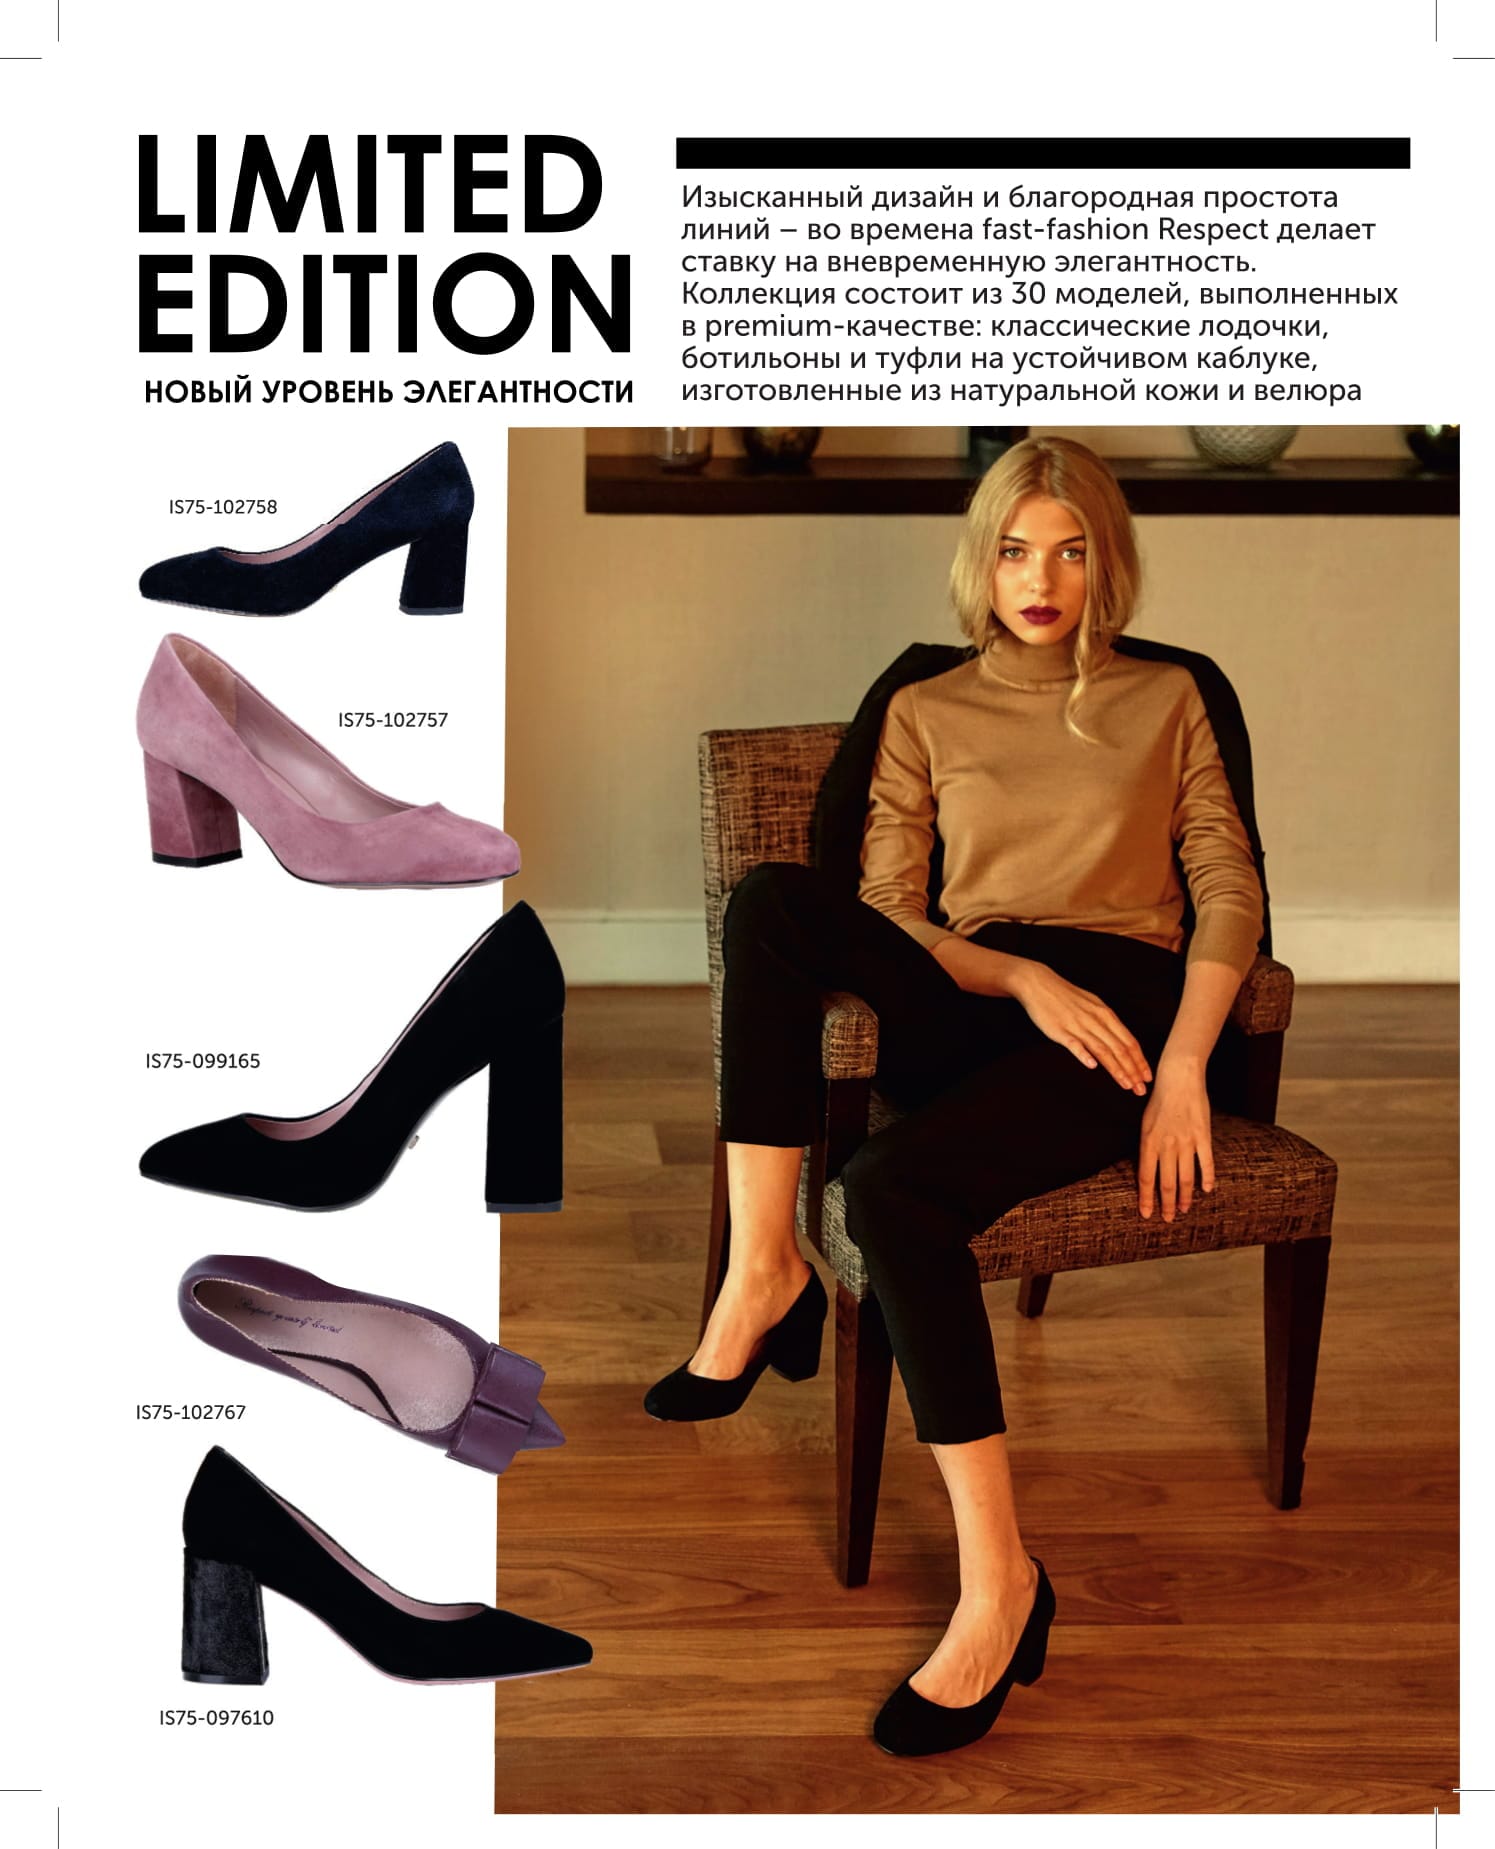 LIMITED
EDITION
НОВЫЙ УРОВЕНЬ ЭЛЕГАНТНОСТИ
Изысканный дизайн и благородная простота
линий – во времена fast-fashion Respect делает
ставку на вневременную элегантность.
Коллекция состоит из 30 моделей, выполненных
в premium-качестве: классические лодочки,
ботильоны и туфли на устойчивом каблуке,
изготовленные из натуральной кожи и велюра
IS75-102758
IS75-102757
IS75-099165
IS75-102767
IS75-097610